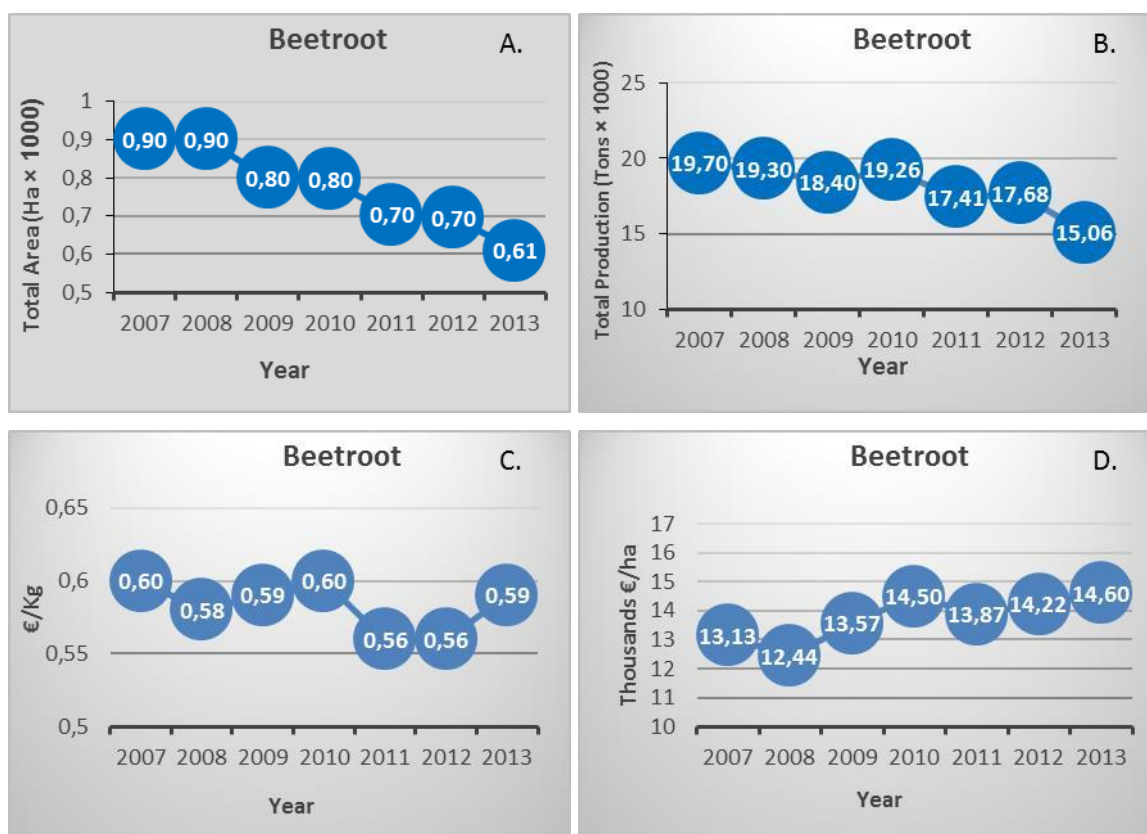 Beetroot
A.
Total Area (Ha × 1000)
1
0,9
0,8
0,7
0,6
0,5
0,90
0,90
0,80
0,80
0,70
0,70
0,61
2007 2008 2009 2010 2011 2012 2013
Year
Beetroot
B.
Total Production (Tons × 1000)
25
20
15
10
19,70
19,30
18,40
19,26
17,41
17,68
15,06
2007 2008 2009 2010 2011 2012 2013
Year
Beetroot
C.
€/Kg
0,65
0,6
0,55
0,5
0,60
0,58
0,59
0,60
0,56
0,56
0,59
2007 2008 2009 2010 2011 2012 2013
Year
Beetroot
D.
Thousands €/ha
17
16
15
14
13
12
11
10
13,13
12,44
13,57
14,50
13,87
14,22
14,60
2007 2008 2009 2010 2011 2012 2013
Year